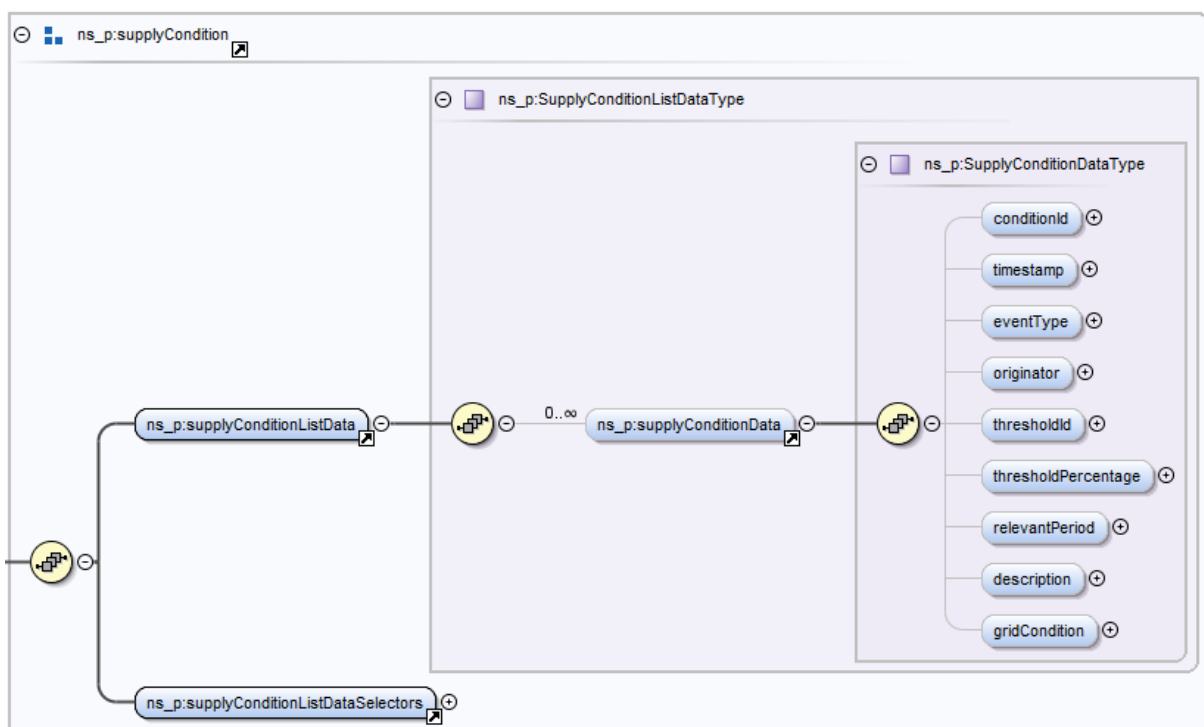 ns_p:supplyCondition
ns_p:SupplyConditionListDataType
ns_p:SupplyConditionDataType
conditionId
timestamp
eventType
originator
ns_p:supplyConditionListData
0..∞
ns_p:supplyConditionData
thresholdId
thresholdPercentage
relevantPeriod
description
gridCondition
ns_p:supplyConditionListDataSelectors